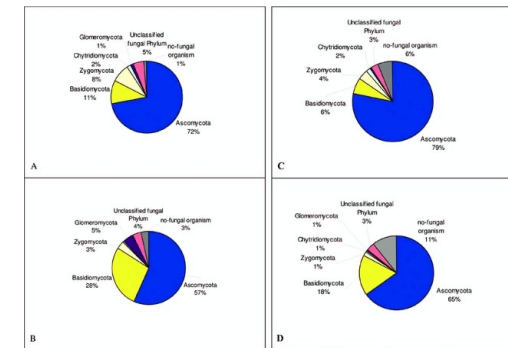 Unclassified
fungal Phylum
5%
Glomeromycota
1%
no-fungal
organism
1%
Chytridiomycota
2%
Zygomycota
8%
Basidiomycota
11%
Ascomycota
72%
A
Unclassified fungal
Phylum
3%
Chytridiomycota
2%
no-fungal organism
6%
Zygomycota
4%
Basidiomycota
6%
Ascomycota
79%
C
Unclassified fungal
Phylum
4%
Glomeromycota
5%
no-fungal organism
3%
Zygomycota
3%
Basidiomycota
28%
Ascomycota
57%
B
Unclassified fungal
Phylum
3%
Glomeromycota
1%
no-fungal
organism
11%
Chytridiomycota
1%
Zygomycota
1%
Basidiomycota
18%
Ascomycota
65%
D